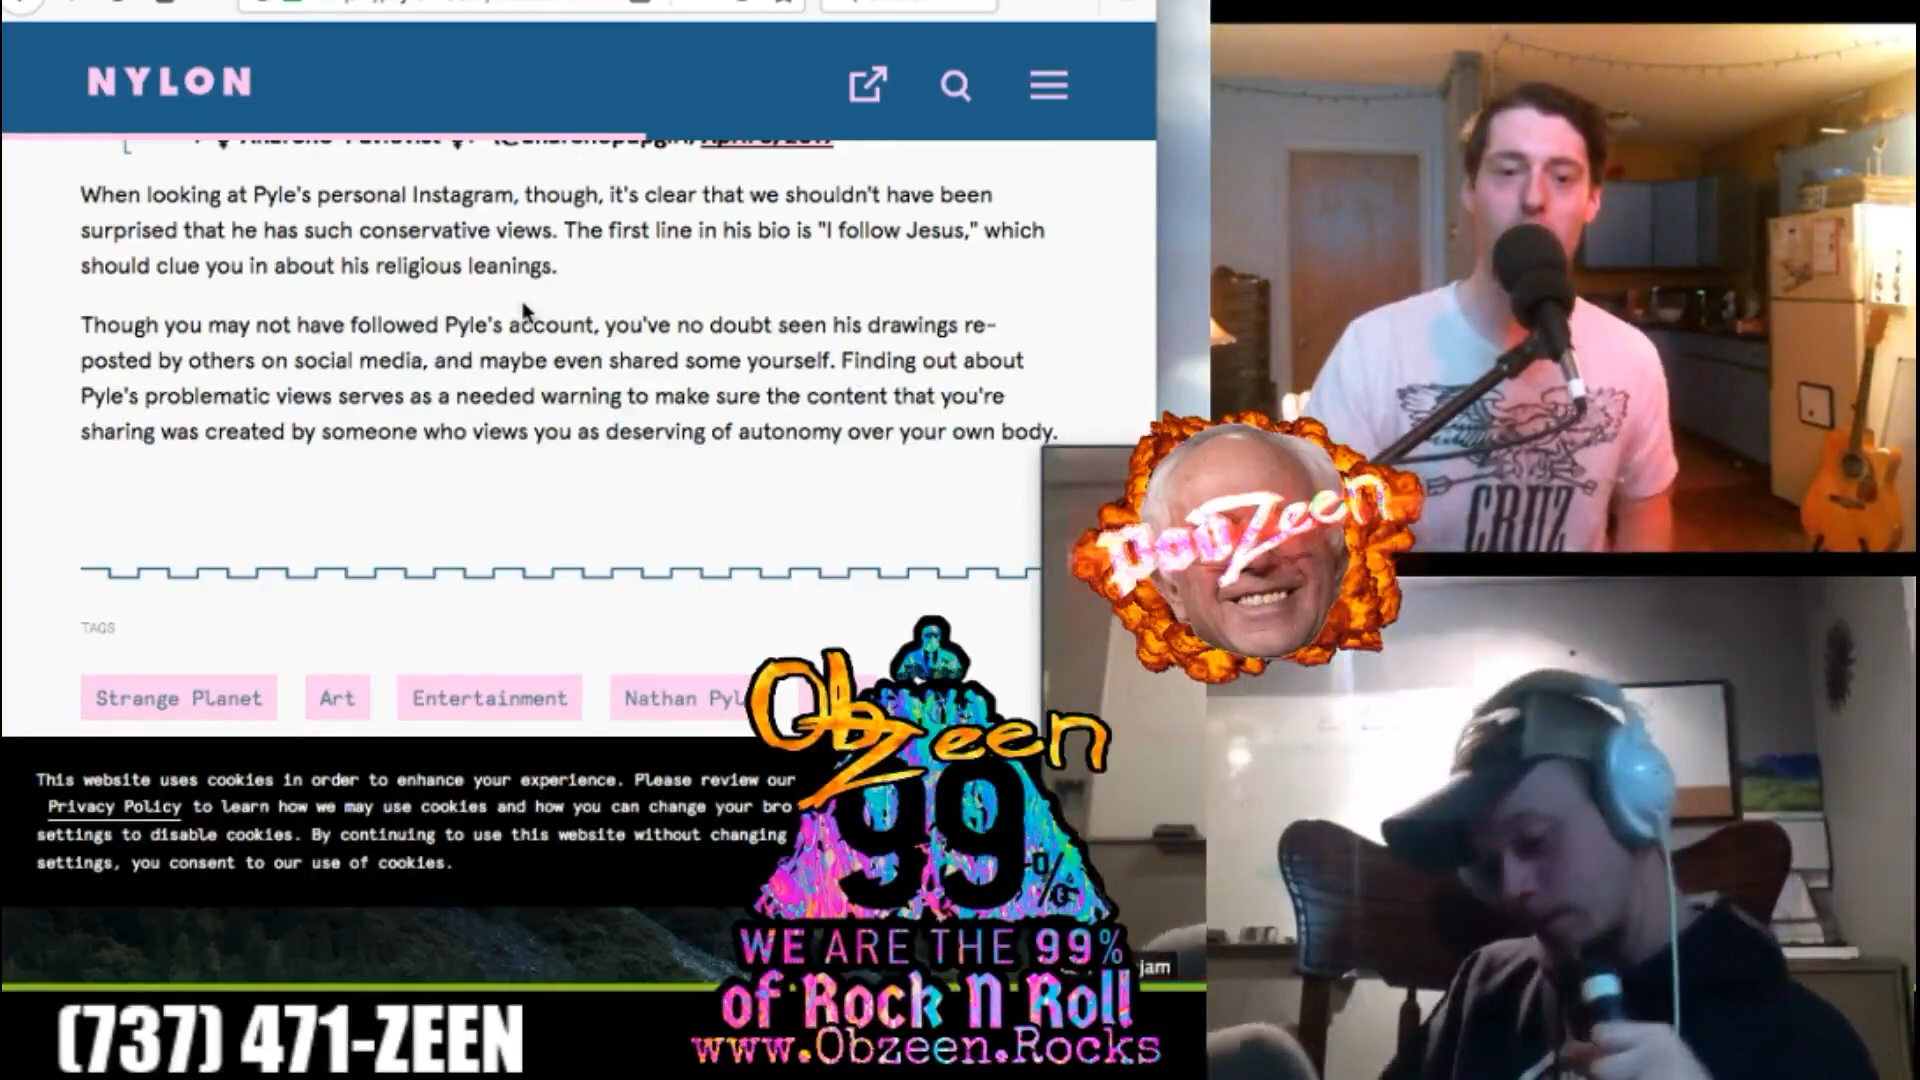 NYLON
April 8, 2019
When looking at Pyle's personal Instagram, though, it's clear that we shouldn't have been
surprised that he has such conservative views. The first line in his bio is "I follow Jesus," which
should clue you in about his religious leanings.
Though you may not have followed Pyle's account, you've no doubt seen his drawings re-
posted by others on social media, and maybe even shared some yourself. Finding out about
Pyle's problematic views serves as a needed warning to make sure the content that you're
sharing was created by someone who views you as deserving of autonomy over your own body.
TAGS
Strange Planet Art Entertainment Nathan Pyl
This website uses cookies in order to enhance your experience. Please review our
Privacy Policy to learn how we may use cookies and how you can change your bro
settings to disable cookies. By continuing to use this website without changing
settings, you consent to our use of cookies.
CRUZ
PodZeen
ObZeen
99%
WE ARE THE 99%
of Rock N Roll
www.Obzeen.Rocks
jam
(737) 471-ZEEN